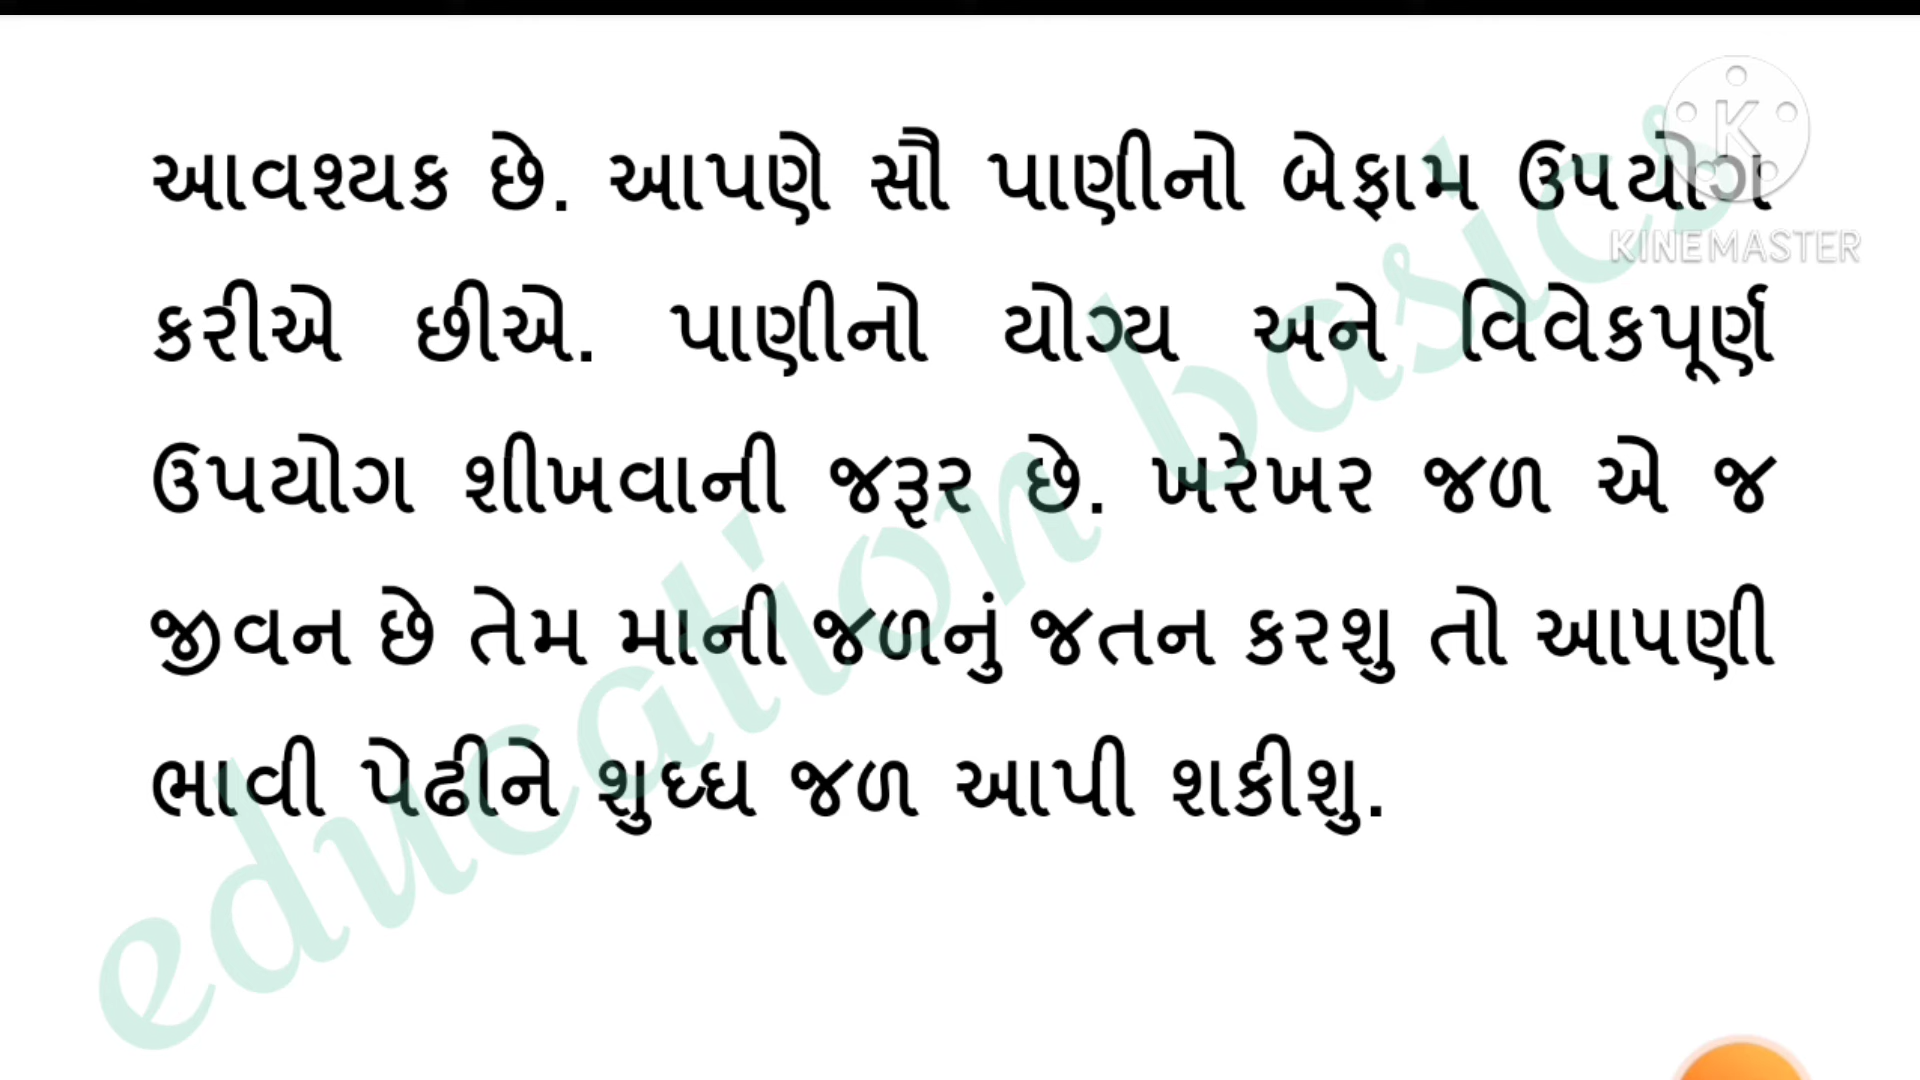 આવશ્યક છે. આપણે સૌ પાણીનો બેફામ ઉપયોગ
KINEMASTER
કરીએ છીએ. પાણીનો યોગ્ય અને વિવેકપૂર્ણ
ઉપયોગ શીખવાની જરૂર છે. ખરેખર જળ એ જ
જીવન છે તેમ માની જળનું જતન કરશુ તો આપણી
ભાવી પેઢીને શુધ્ધ જળ આપી શકીશુ.
education basics